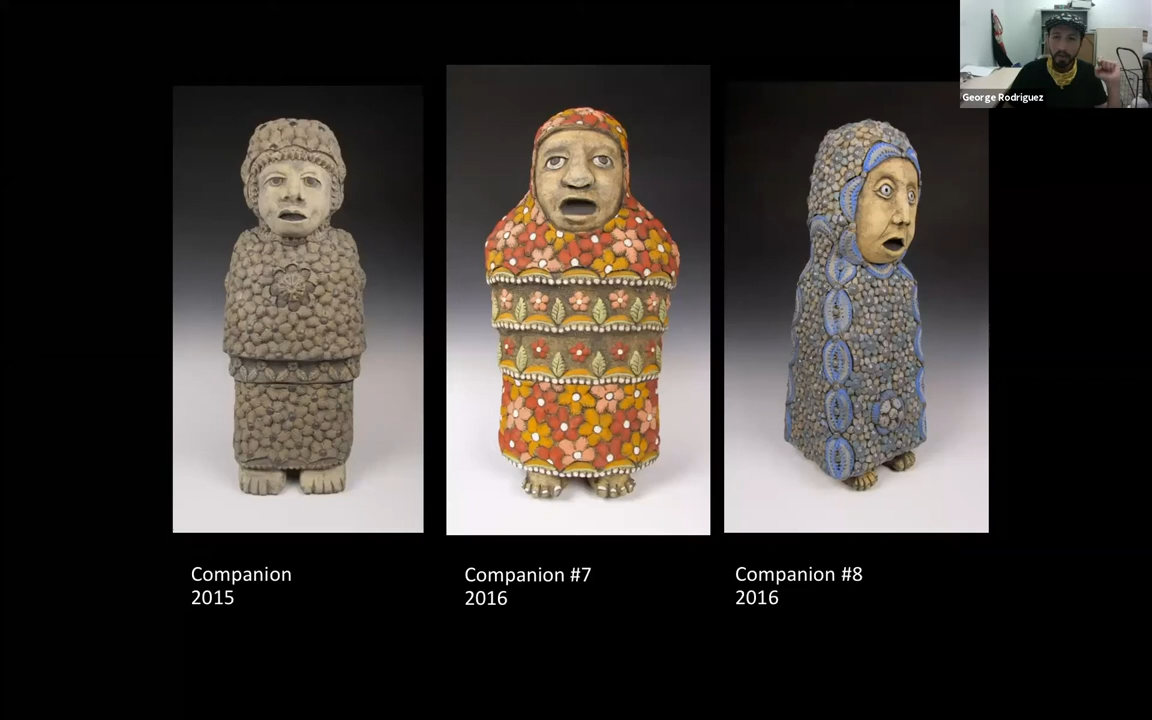 George Rodriguez
Companion
2015
Companion #7
2016
Companion #8
2016